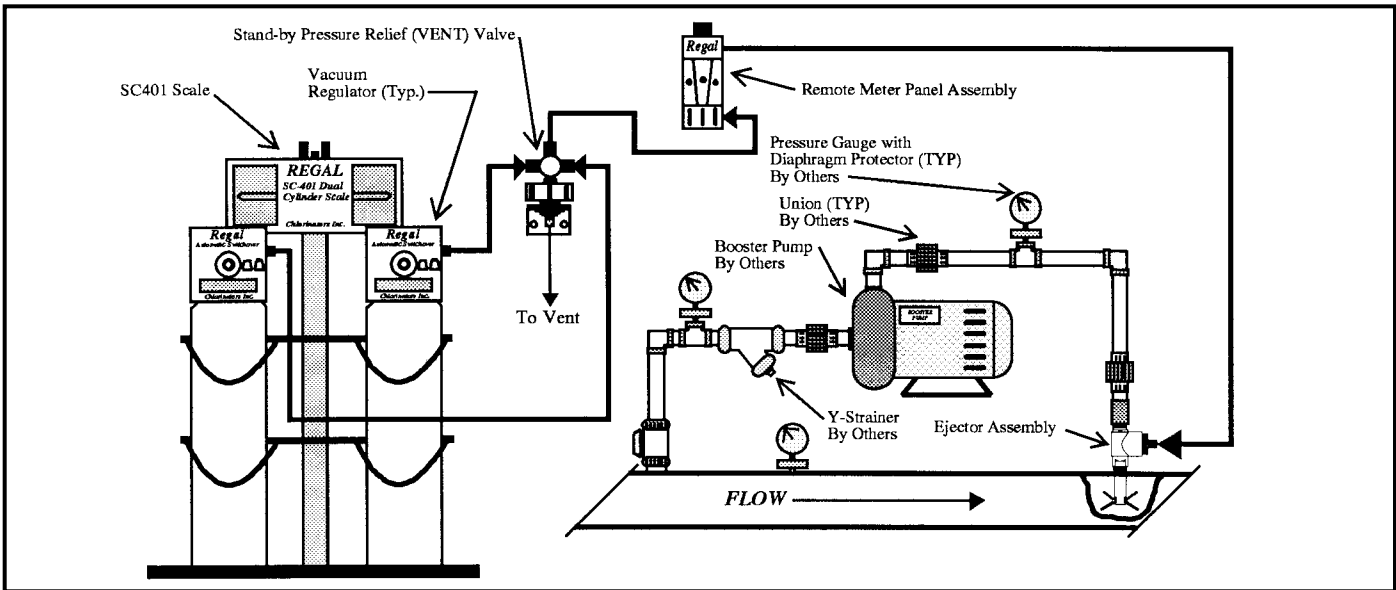 Stand-by Pressure Relief (VENT) Valve
Vacuum
Regulator (Typ.)
SC401 Scale
Regal
Remote Meter Panel Assembly
Pressure Gauge with
Diaphragm Protector (TYP)
By Others
Union (TYP)
By Others
Booster Pump
By Others
REGAL
SC-401 Dual
Cylinder Scale
Chlorinators Inc.
Regal
Automatic Switchover
Chlorinators Inc.
Regal
Automatic Switchover
Chlorinators Inc.
To Vent
BOOSTER
PUMP
Y-Strainer
By Others
Ejector Assembly
FLOW